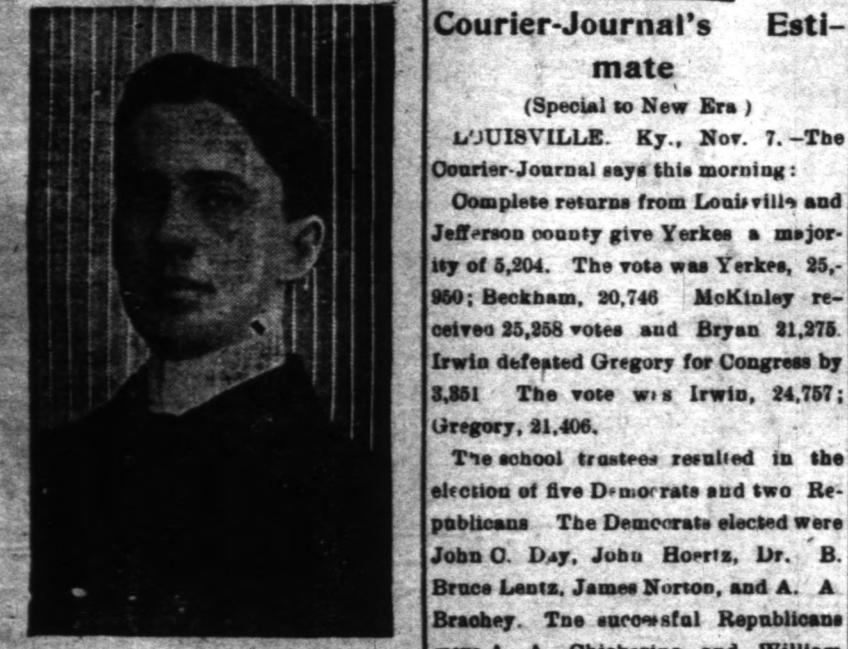 Courier-Journal's Esti-
mate
(Special to New Era )
LOUISVILLE. Ky., Nov. 7.—The
Courier-Journal says this morning:
Complete returns from Louisville and
Jefferson county give Yerkes a major-
ity of 5,204. The vote was Yerkes, 25,-
950; Beckham, 20,746 McKinley re-
ceived 25,258 votes and Bryan 21,275.
Irwin defeated Gregory for Congress by
3,351 The vote was Irwin, 24,757;
Gregory, 21,406.
The school trustees resulted in the
election of five Democrats and two Re-
publicans The Democrats elected were
John C. Day, John Hoertz, Dr. B.
Bruce Lentz, James Norton, and A. A
Brachey. The successful Republicans